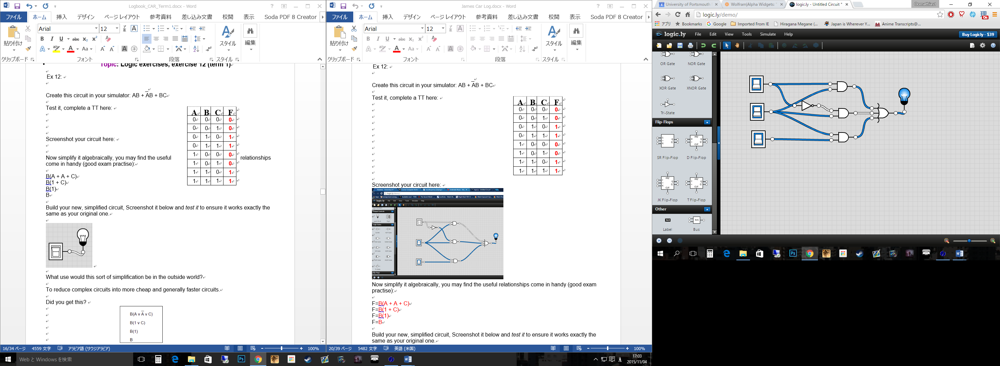 Logbook_CAR_Term1.docx - Word
ファイル ホーム 挿入 デザイン ページ レイアウト 参考資料 差し込み文書 校閲 表示 Soda PDF 8 Creator
貼り付け Arial 12 スタイル 編集
クリップボード フォント 段落 スタイル
Topic: Logic exercises, exercise 12 (term 1)
Ex 12:
Create this circuit in your simulator: AB + A̅B + BC
Test it, complete a TT here:
A B C F
0 0 0 0
0 0 1 0
0 1 0 1
0 1 1 1
1 0 0 0
1 0 1 0
1 1 0 1
1 1 1 1
Screenshot your circuit here:
Now simplify it algebraically, you may find the useful relationships
come in handy (good exam practise):
B(A + A + C)
B(1 + C)
B(1)
B
Build your new, simplified circuit, Screenshot it below and test it to ensure it works exactly the
same as your original one.
What use would this sort of simplification be in the outside world?
To reduce complex circuits into more cheap and generally faster circuits.
Did you get this?
B(A v A̅ v C)
B(1 v C)
B(1)
B
16/34 ページ 4559 文字 アラビア語 (サウジアラビア) 100%
James Car Log.docx - Word
ファイル ホーム 挿入 デザイン ページ レイアウト 参考資料 差し込み文書 校閲 表示 Soda PDF 8 Creator
貼り付け Arial 12 スタイル 編集
クリップボード フォント 段落 スタイル
Ex 12:
Create this circuit in your simulator: AB + A̅B + BC
Test it, complete a TT here:
A B C F
0 0 0 0
0 0 1 0
0 1 0 1
0 1 1 1
1 0 0 0
1 0 1 0
1 1 0 1
1 1 1 1
Screenshot your circuit here:
Now simplify it algebraically, you may find the useful relationships come in handy (good exam
practise):
F=B(A + A + C)
F=B(1 + C)
F=B(1)
F=B
Build your new, simplified circuit, Screenshot it below and test it to ensure it works exactly the
same as your original one.
20/39 ページ 5482 文字 英語 (米国) 100%
Web と Windows を検索
17:03
2015/11/04
University of Portsmouth Wolfram|Alpha Widgets: logic.ly - Untitled Circuit * Oomathias1
logic.ly/demo/
アプリ Bookmarks Google Imported From IE Hiragana Megane (... Japan is Wherever Y... Anime Transcripts@...
logic.ly File Edit View Tools Simulate Help Buy Logicly - $39
OR Gate NOR Gate
XOR Gate XNOR Gate
Tri-State
Flip-Flops
SR Flip-Flop D Flip-Flop
JK Flip-Flop T Flip-Flop
Other
Label Bus